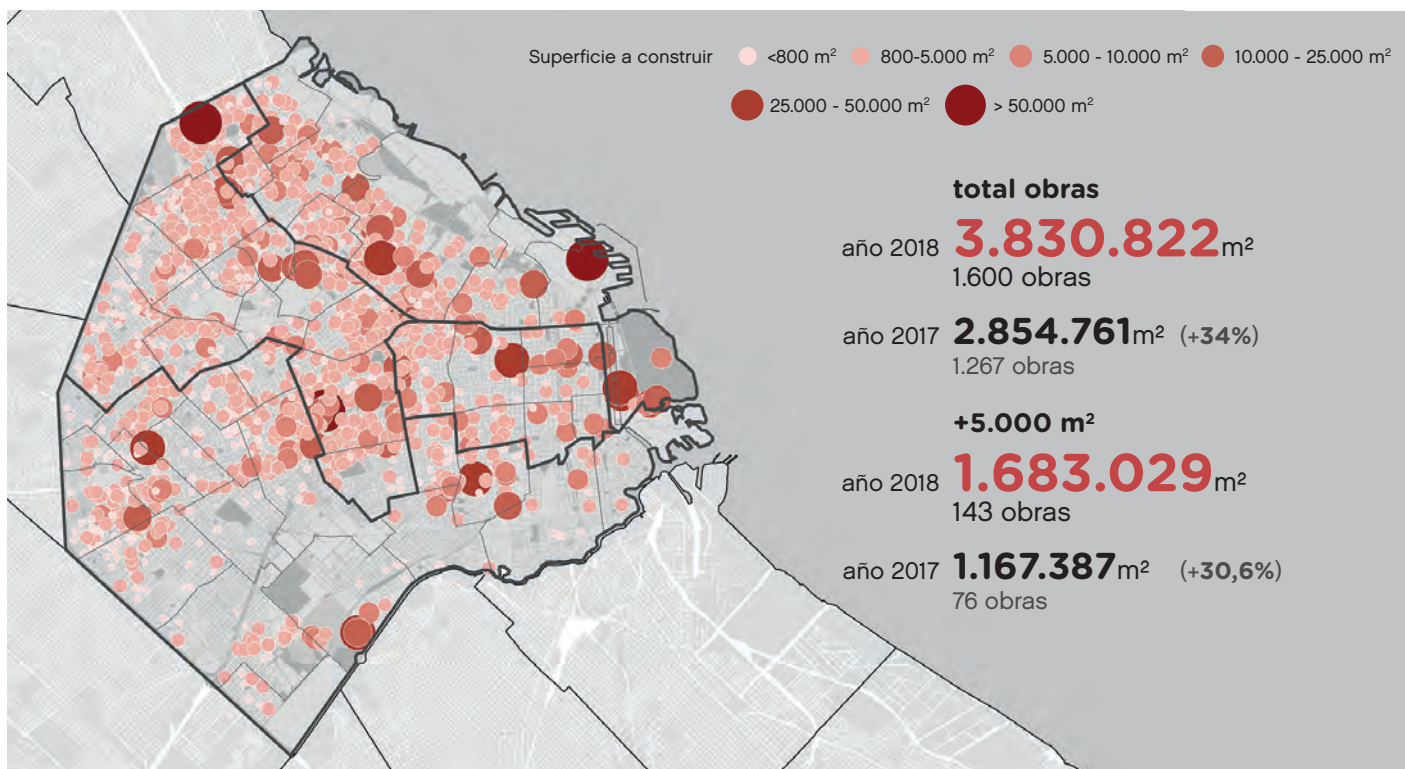 Superficie a construir <800 m² 800-5.000 m² 5.000 - 10.000 m² 10.000 - 25.000 m²
25.000 - 50.000 m² > 50.000 m²
total obras
año 2018 3.830.822m²
1.600 obras
año 2017 2.854.761m² (+34%)
1.267 obras
+5.000 m²
año 2018 1.683.029m²
143 obras
año 2017 1.167.387m² (+30,6%)
76 obras